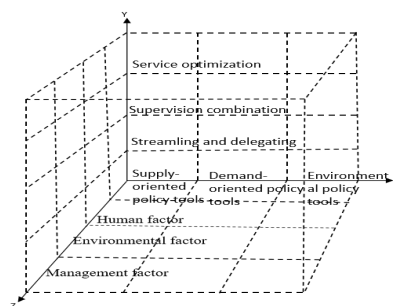 Y
Service optimization
Supervision combination
Streamling and delegating
Supply-
oriented
policy tools
Demand-
oriented policy
tools
Environment
al policy
tools
Human factor
Environmental factor
Management factor
Z